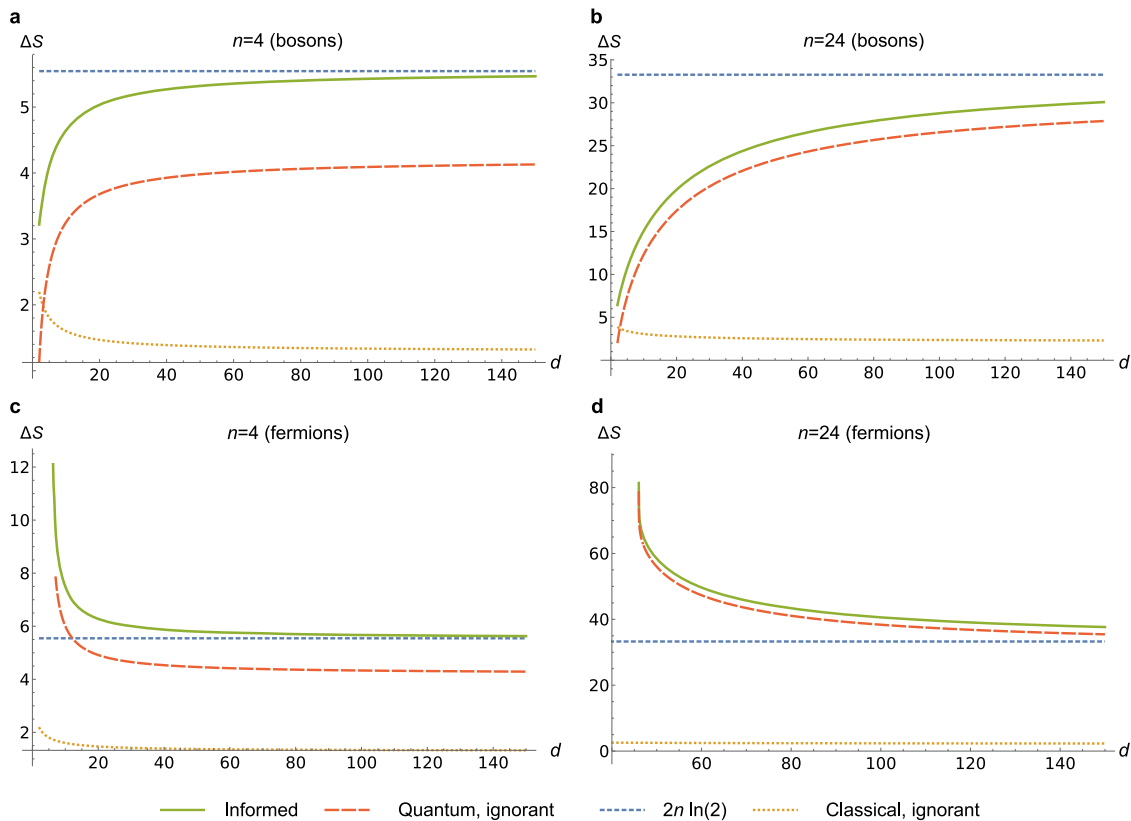 a
n=4 (bosons)
ΔS
5
4
3
2
20 40 60 80 100 120 140 d
b
n=24 (bosons)
ΔS
35
30
25
20
15
10
5
20 40 60 80 100 120 140 d
c
n=4 (fermions)
ΔS
12
10
8
6
4
2
20 40 60 80 100 120 140 d
d
n=24 (fermions)
ΔS
80
60
40
20
0
60 80 100 120 140 d
Informed Quantum, ignorant 2n ln(2) Classical, ignorant